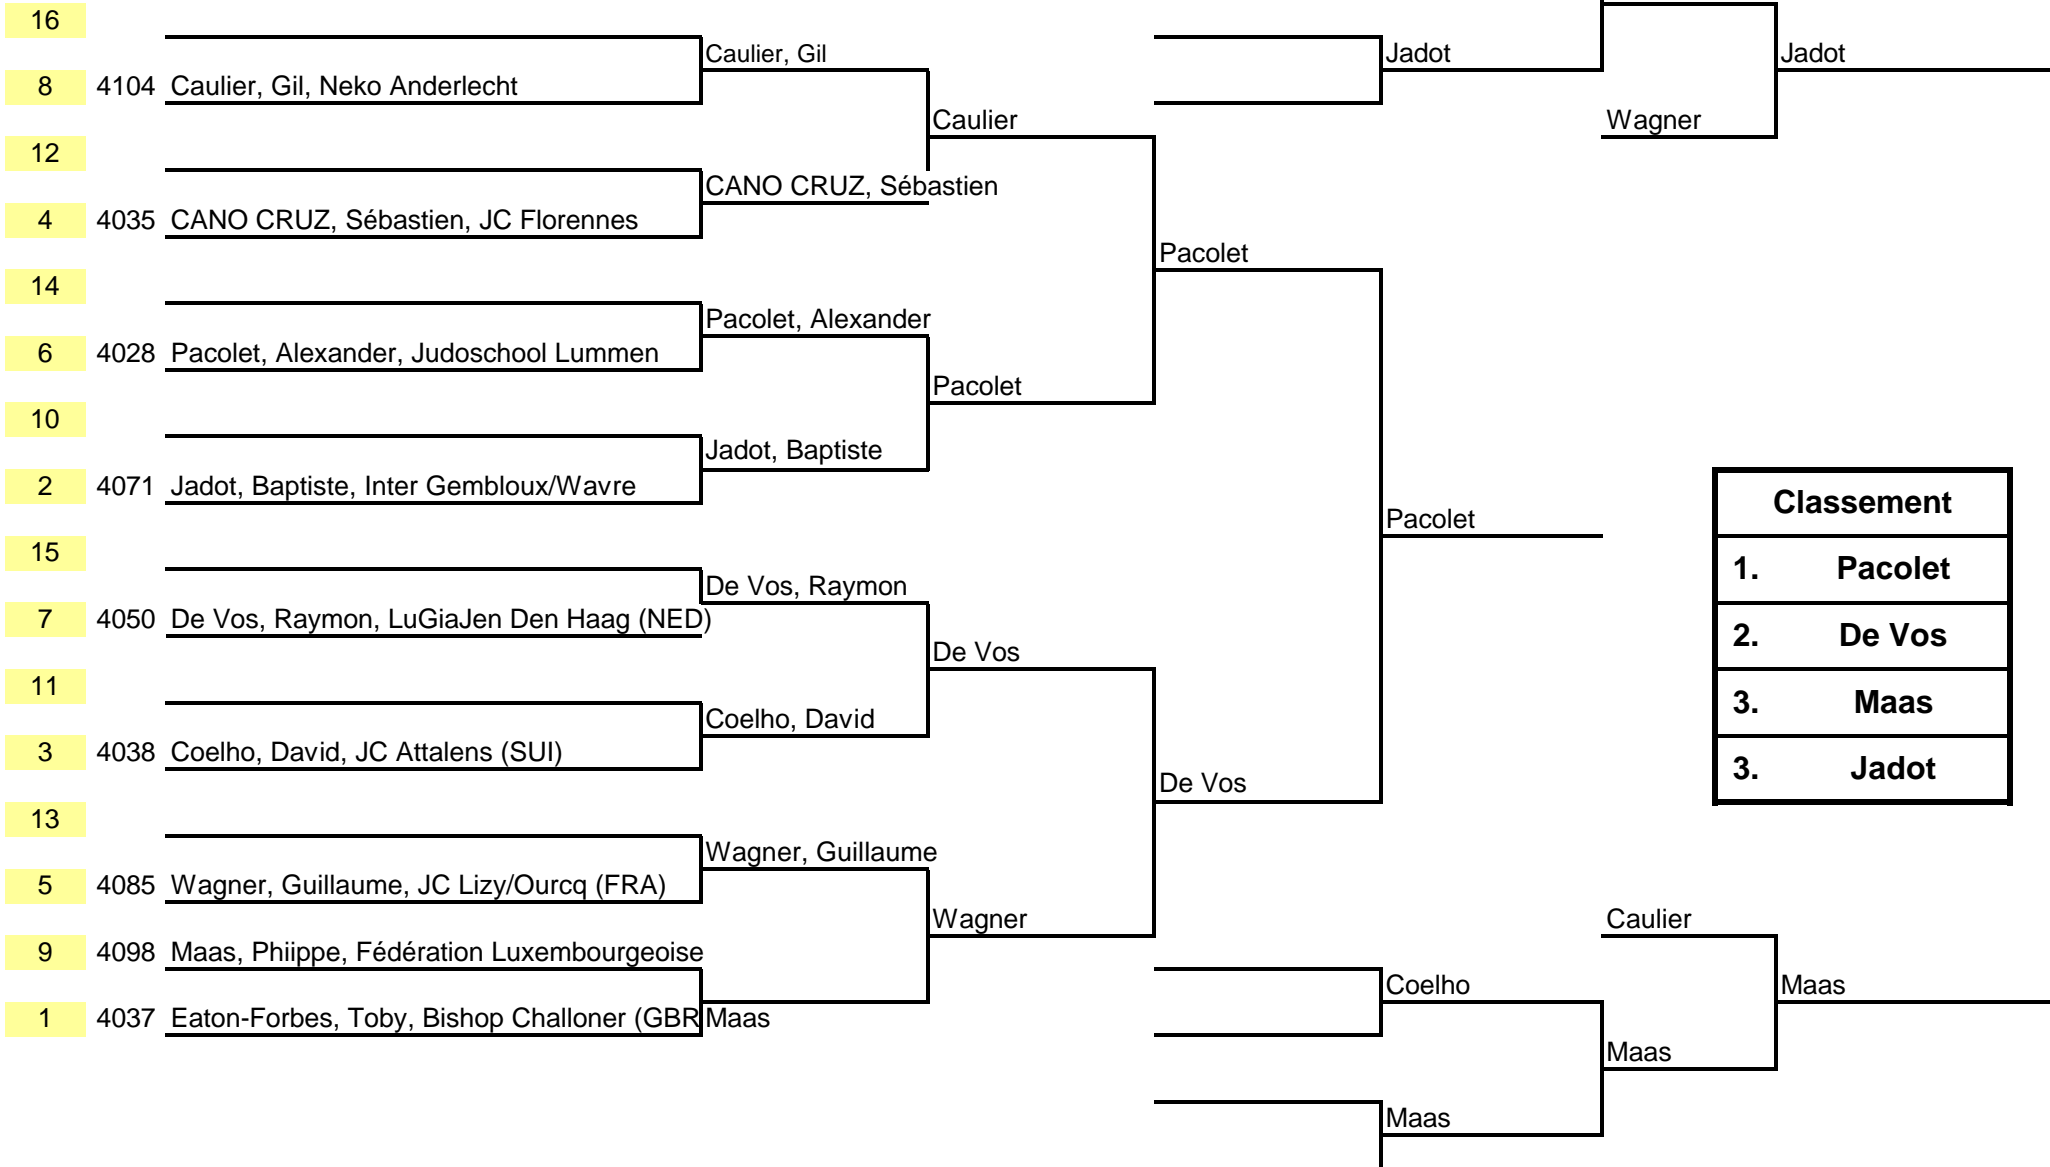 16
Caulier, Gil
Jadot
Jadot
8 4104 Caulier, Gil, Neko Anderlecht
Caulier
Wagner
12
CANO CRUZ, Sébastien
4 4035 CANO CRUZ, Sébastien, JC Florennes
Pacolet
14
Pacolet, Alexander
6 4028 Pacolet, Alexander, Judoschool Lummen
Pacolet
10
Jadot, Baptiste
2 4071 Jadot, Baptiste, Inter Gembloux/Wavre
Classement
Pacolet
15
1. Pacolet
De Vos, Raymon
7 4050 De Vos, Raymon, LuGiaJen Den Haag (NED)
2. De Vos
De Vos
11
3. Maas
Coelho, David
3 4038 Coelho, David, JC Attalens (SUI)
3. Jadot
De Vos
13
Wagner, Guillaume
5 4085 Wagner, Guillaume, JC Lizy/Ourcq (FRA)
Wagner
Caulier
9 4098 Maas, Phiippe, Fédération Luxembourgeoise
Coelho
Maas
1 4037 Eaton-Forbes, Toby, Bishop Challoner (GBR Maas
Maas
Maas